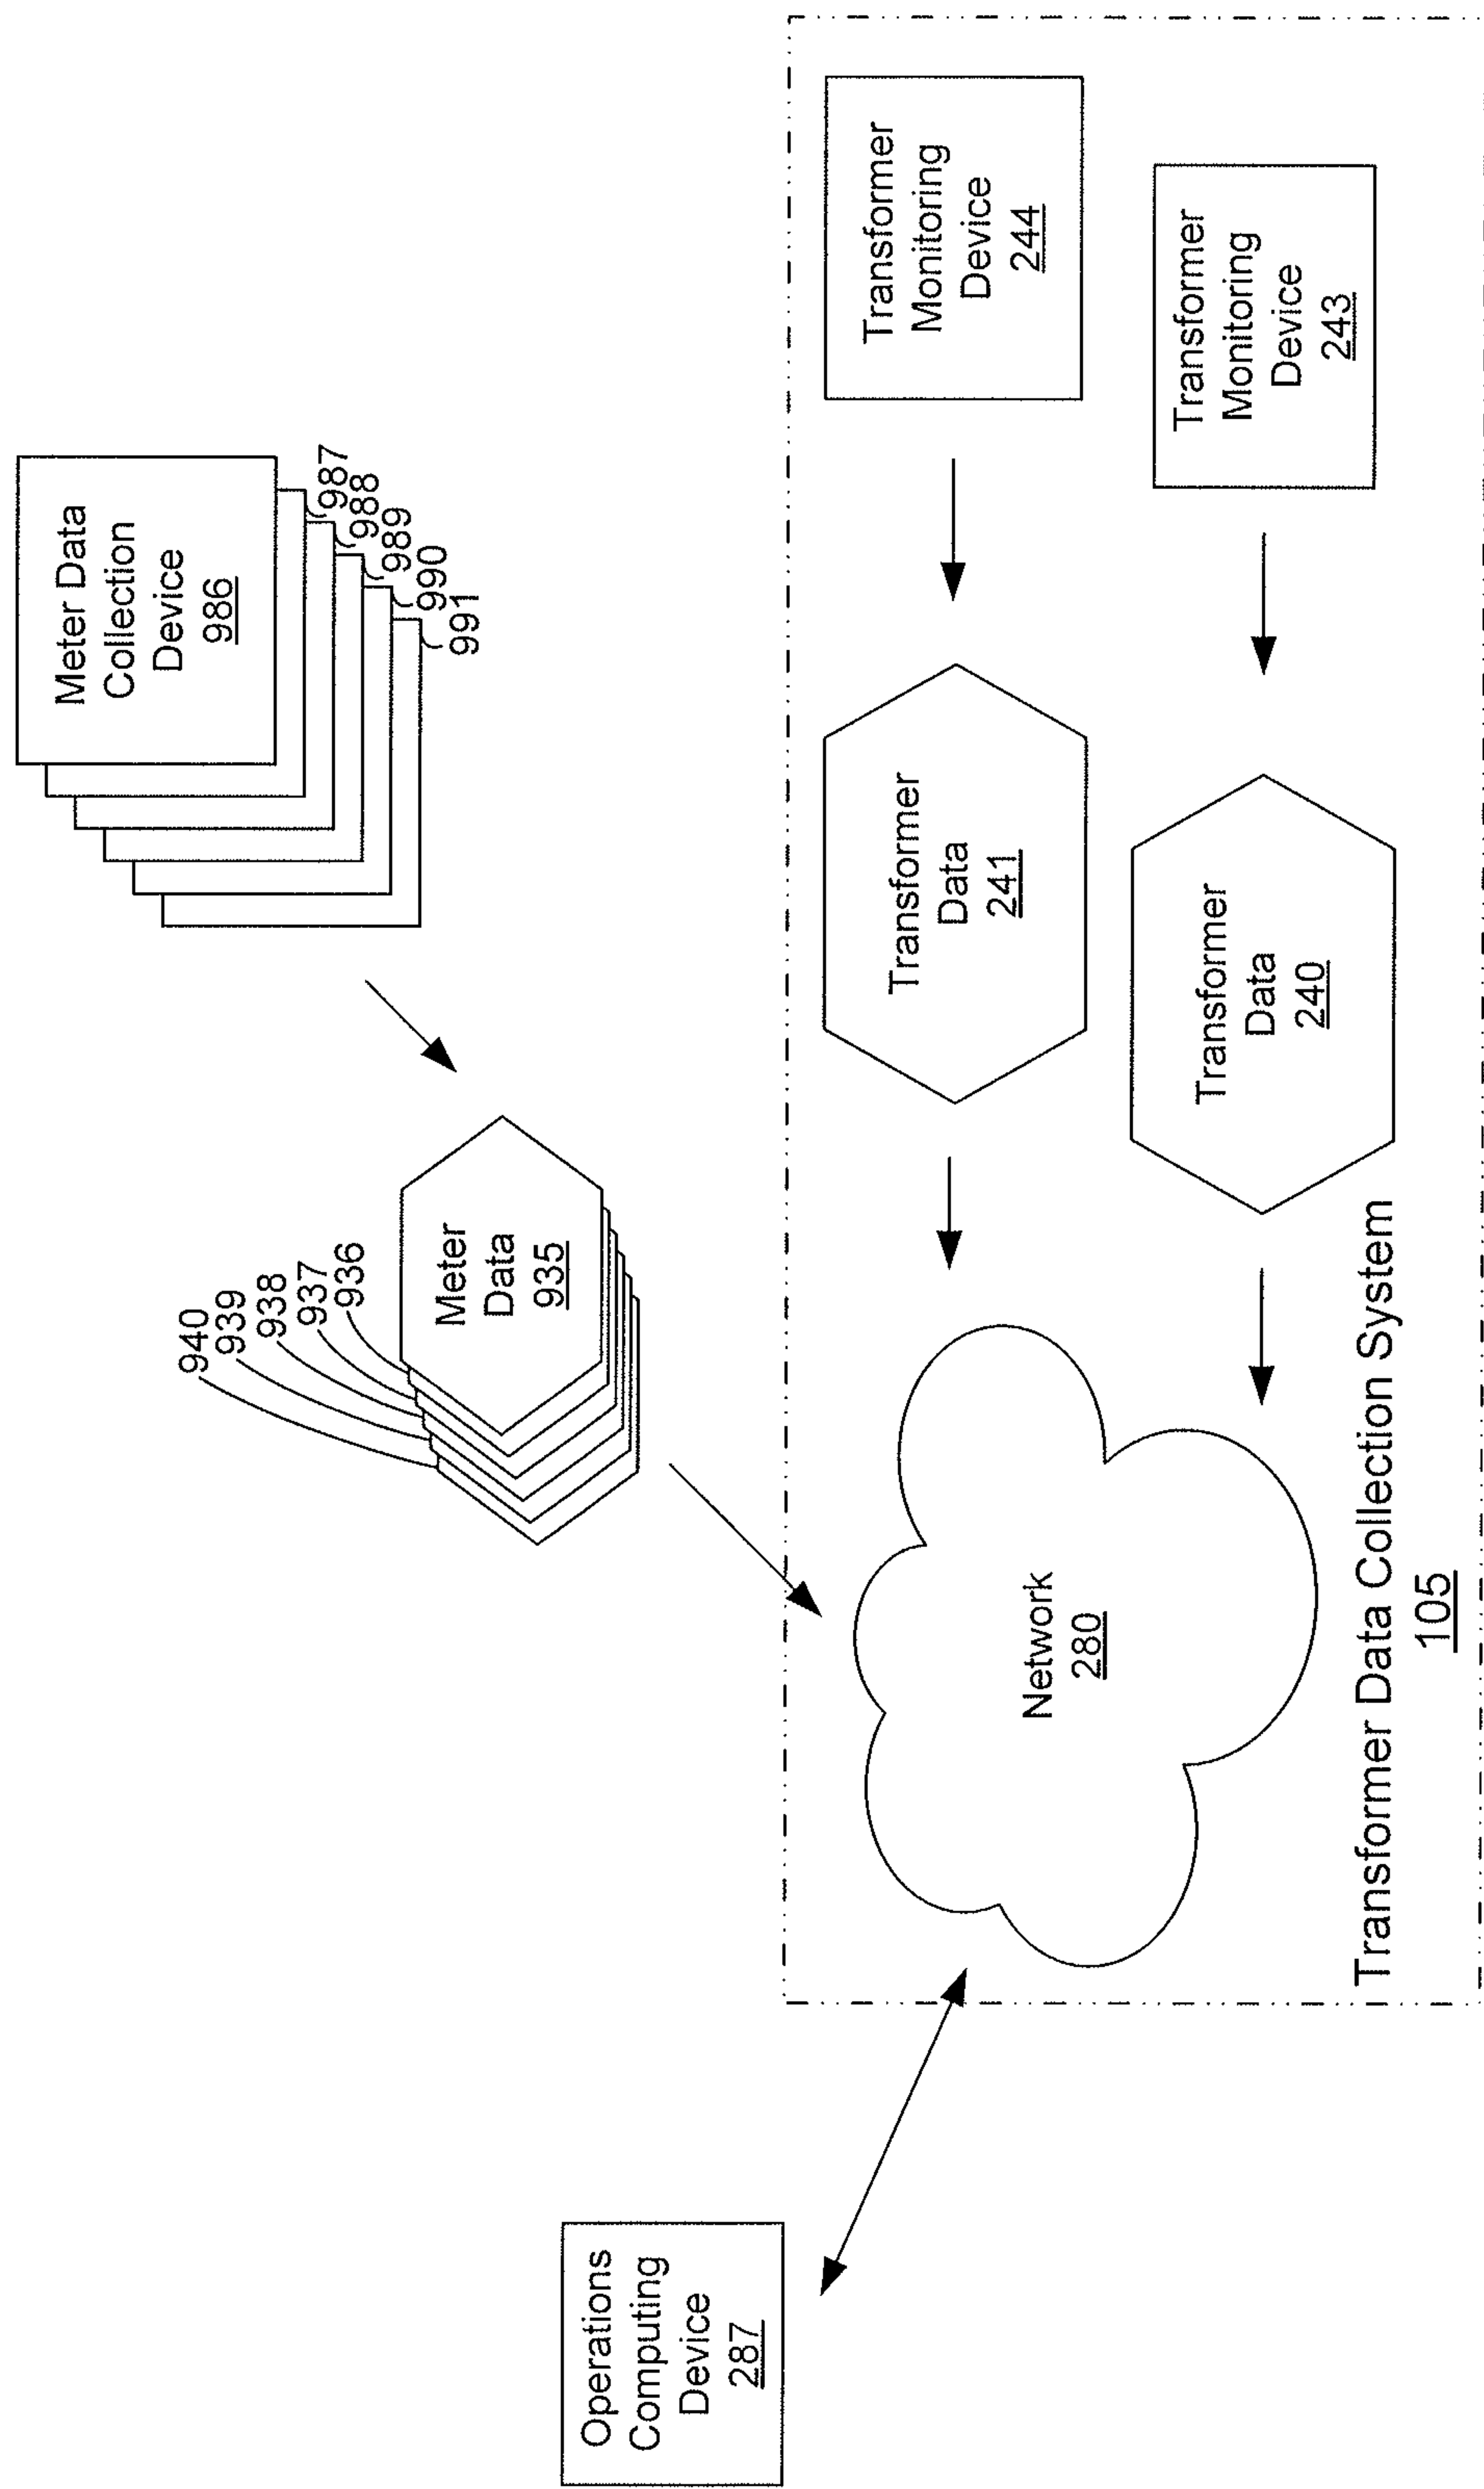 Meter Data
Collection
Device
986
987
988
989
990
991
940
939
938
937
936
Meter
Data
935
Operations
Computing
Device
287
Network
280
Transformer
Data
241
Transformer
Monitoring
Device
244
Transformer
Data
240
Transformer
Monitoring
Device
243
Transformer Data Collection System
105